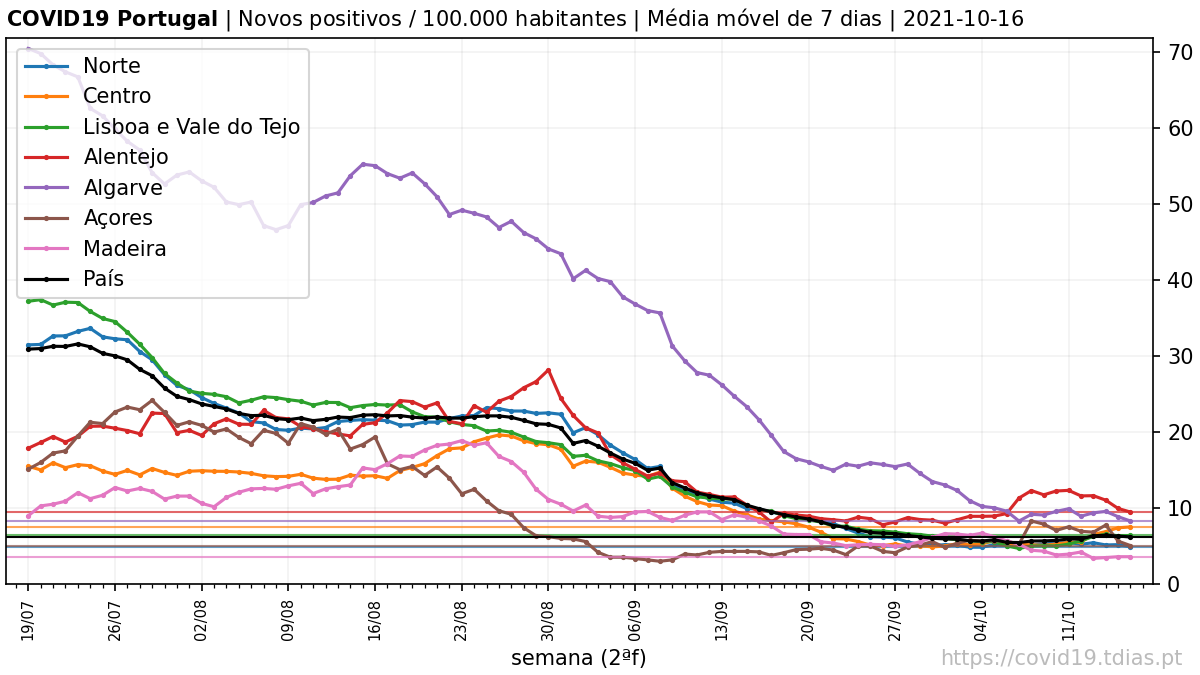 COVID19 Portugal | Novos positivos / 100.000 habitantes | Média móvel de 7 dias | 2021-10-16
Norte
Centro
Lisboa e Vale do Tejo
Alentejo
Algarve
Açores
Madeira
País
70
60
50
40
30
20
10
0
19/07
26/07
02/08
09/08
16/08
23/08
30/08
06/09
13/09
20/09
27/09
04/10
11/10
semana (2ªf)
https://covid19.tdias.pt